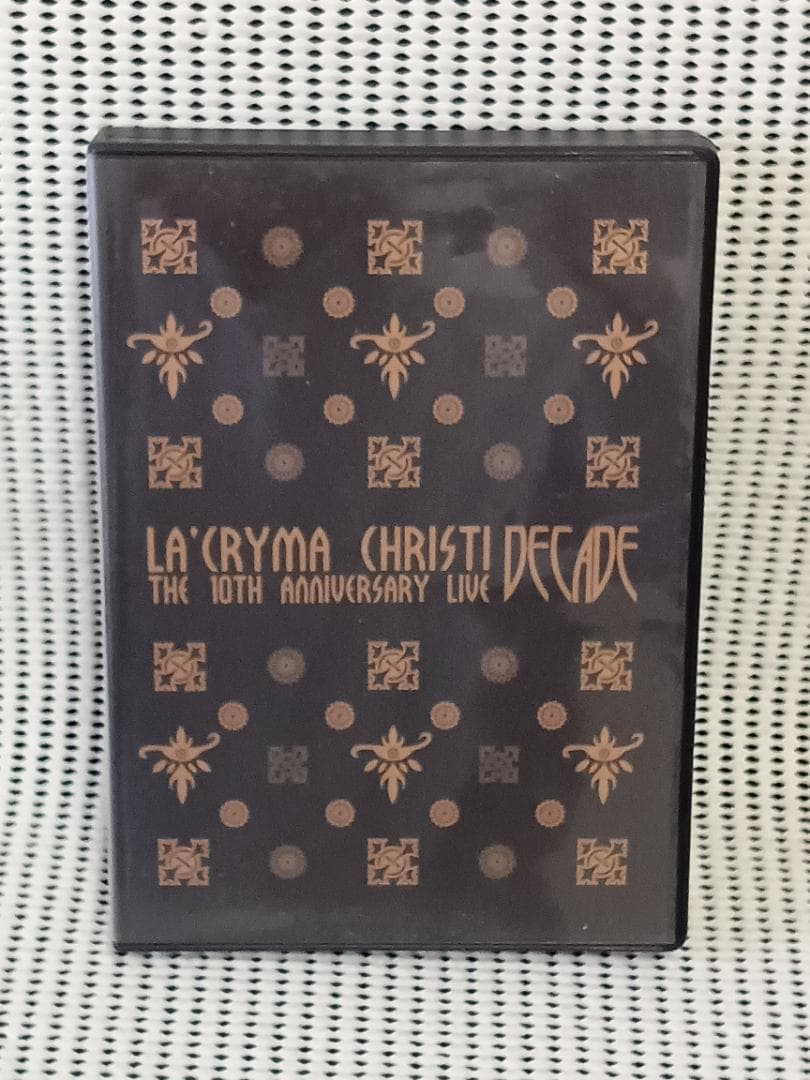 LA'CRYMA CHRISTI DECADE
THE 10TH ANNIVERSARY LIVE